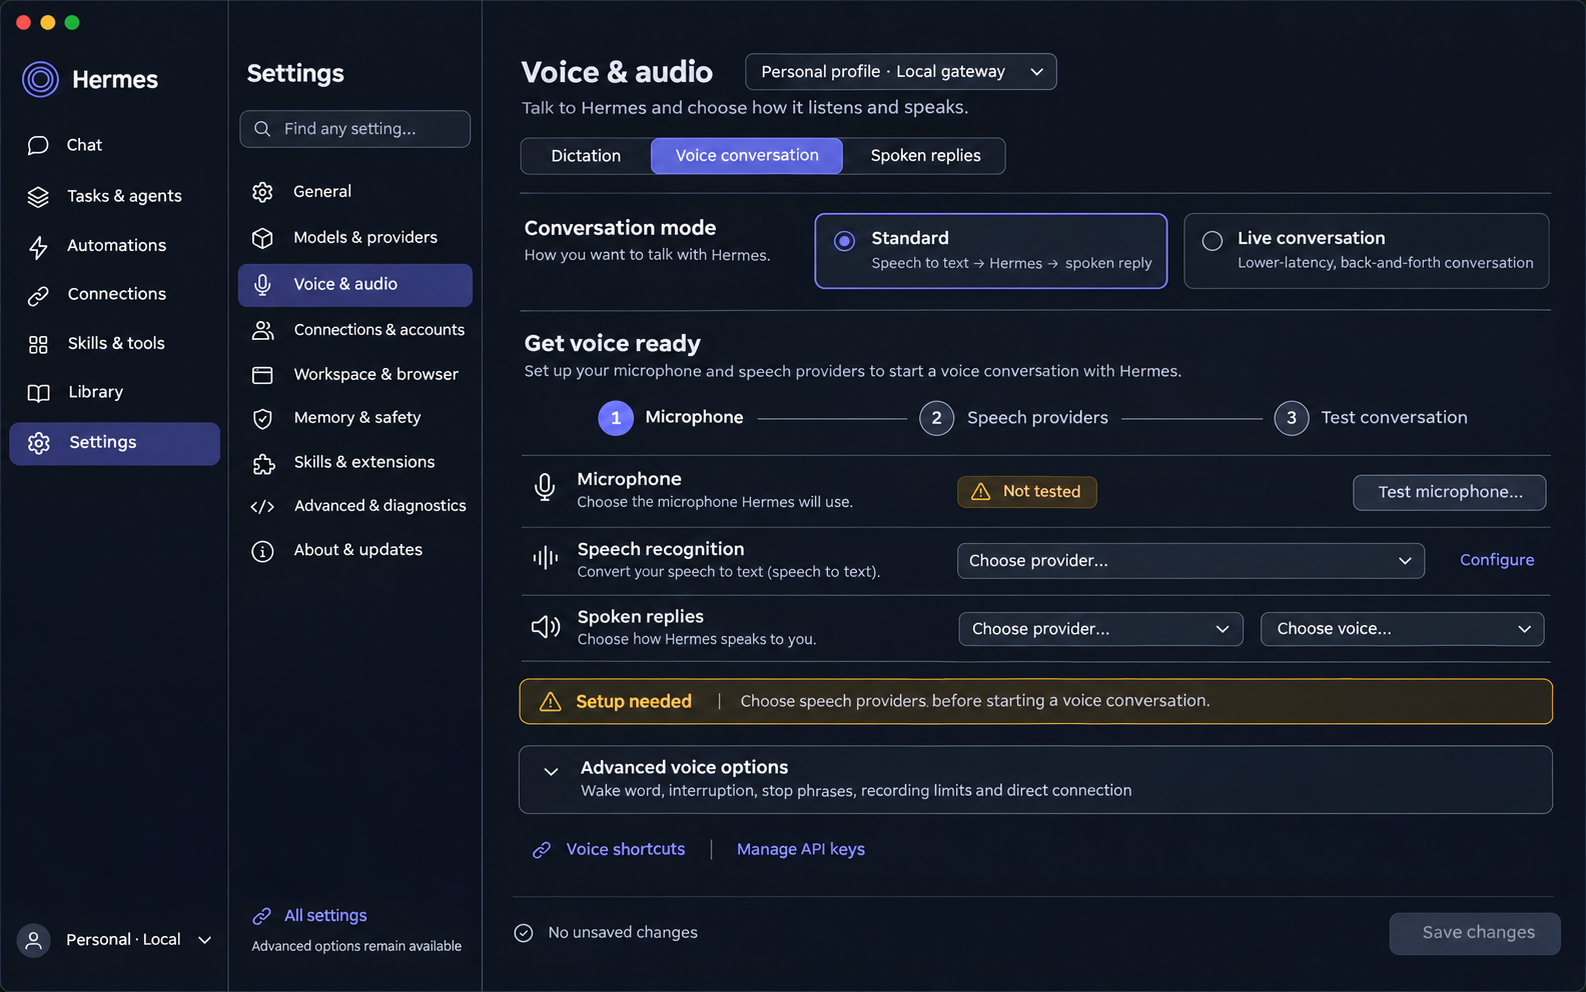 Hermes
Chat
Tasks & agents
Automations
Connections
Skills & tools
Library
Settings
Personal · Local
Settings
Find any setting...
General
Models & providers
Voice & audio
Connections & accounts
Workspace & browser
Memory & safety
Skills & extensions
Advanced & diagnostics
About & updates
All settings
Advanced options remain available
Voice & audio
Personal profile · Local gateway
Talk to Hermes and choose how it listens and speaks.
Dictation
Voice conversation
Spoken replies
Conversation mode
How you want to talk with Hermes.
Standard
Speech to text → Hermes → spoken reply
Live conversation
Lower-latency, back-and-forth conversation
Get voice ready
Set up your microphone and speech providers to start a voice conversation with Hermes.
1 Microphone
2 Speech providers
3 Test conversation
Microphone
Choose the microphone Hermes will use.
Not tested
Test microphone...
Speech recognition
Convert your speech to text (speech to text).
Choose provider...
Configure
Spoken replies
Choose how Hermes speaks to you.
Choose provider...
Choose voice...
Setup needed | Choose speech providers. before starting a voice conversation.
Advanced voice options
Wake word, interruption, stop phrases, recording limits and direct connection
Voice shortcuts | Manage API keys
No unsaved changes
Save changes